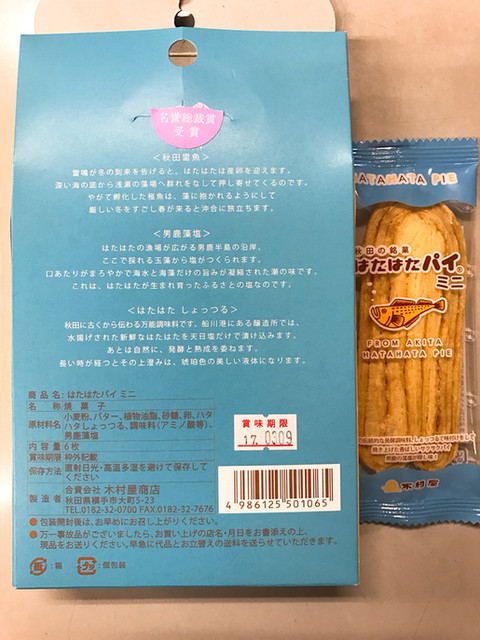 名誉総裁賞
受賞
<秋田雷魚>
雷鳴が冬の到来を告げると、はたはたは産卵を迎えます。
深い海の底から浅瀬の藻場へ群れをなして押し寄せてくるのです。
やがて孵化した稚魚は、藻に抱かれるようにして
厳しい冬をすごし春が来ると沖合に旅立ちます。
<男鹿藻塩>
はたはたの漁場が広がる男鹿半島の沿岸。
ここで採れる玉藻から塩がつくられます。
口あたりがまろやかで海水と海藻だけの旨みが凝縮された潮の味です。
これは、はたはたが生まれ育ったふるさとの塩なのです。
<はたはた しょっつる>
秋田に古くから伝わる万能調味料です。船川港にある醸造所では、
水揚げされた新鮮なはたはたを天日塩だけで漬け込みます。
あとは自然に、発酵と熟成を委ねます。
長い時が経つとその上澄みは、琥珀色の美しい液体になります。
商品名:はたはたパイ ミニ
名称 焼菓子
原材料名 小麦粉、バター、植物油脂、砂糖、卵、ハタ
ハタしょっつる、調味料(アミノ酸等)、
男鹿藻塩
内容量 6枚
賞味期限 枠外記載
保存方法 直射日光・高温多湿を避けて保存して
ください
製造者 合資会社 木村屋商店
秋田県横手市大町5-23
TEL.0182-32-0700 FAX.0182-32-7676
賞味期限
17.0309
4 986125 501065
●包装開封後は、お早めにお召し上がりください。
●万一事故品がございましたら、お買い上げの店名・月日をお書添えの上、
現品をお送りください。早急に代品とお立替えの送料を送らせていただきます。
紙:箱 プラ:個包装
HATAHATA PIE
秋田の銘菓
はたはたパイ®
ミニ
FROM AKITA
HATAHATA PIE
木村屋